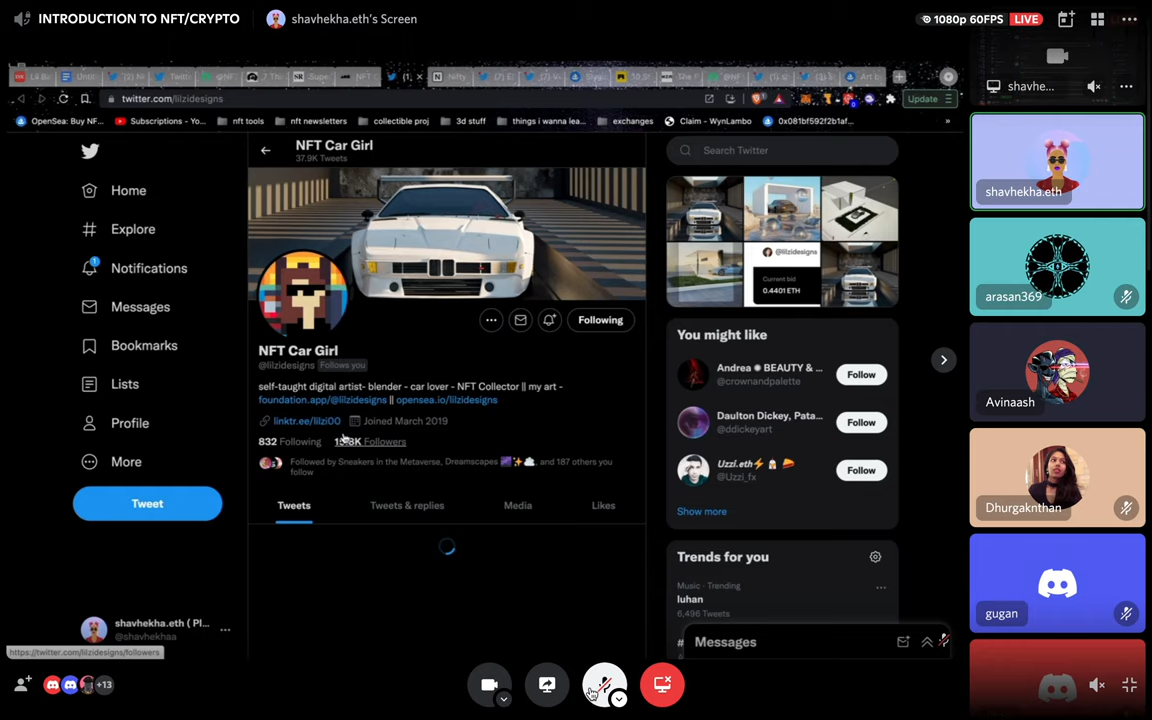 INTRODUCTION TO NFT/CRYPTO
shavhekha.eth's Screen
1080p 60FPS LIVE
shavhe...
twitter.com/lilzidesigns
Update
OpenSea: Buy NF...
Subscriptions - Yo...
nft tools
nft newsletters
collectible proj
3d stuff
things i wanna lea...
exchanges
Claim - WynLambo
0x081bf592f2b1af...
»
NFT Car Girl
37.9K Tweets
Search Twitter
Home
Explore
1
Notifications
Messages
Bookmarks
Lists
Profile
More
Tweet
Following
NFT Car Girl
@lilzidesigns Follows you
self-taught digital artist- blender - car lover - NFT Collector || my art -
foundation.app/@lilzidesigns || opensea.io/lilzidesigns
linktr.ee/lilzi00 Joined March 2019
832 Following
Followers
Followed by Sneakers in the Metaverse, Dreamscapes and 187 others you
follow
Tweets
Tweets & replies
Media
Likes
@lilzidesigns
Current bid
0.4401 ETH
You might like
Andrea BEAUTY & ...
@crownandpalette
Follow
Daulton Dickey, Pata...
@ddickeyart
Follow
Uzzi.eth
@Uzzi_fx
Follow
Show more
Trends for you
Music · Trending
luhan
6,496 Tweets
Messages
shavhekha.eth ( Pl...
@shavhekhaa
https://twitter.com/lilzidesigns/followers
+13
shavhekha.eth
arasan369
Avinaash
Dhurgaknthan
gugan